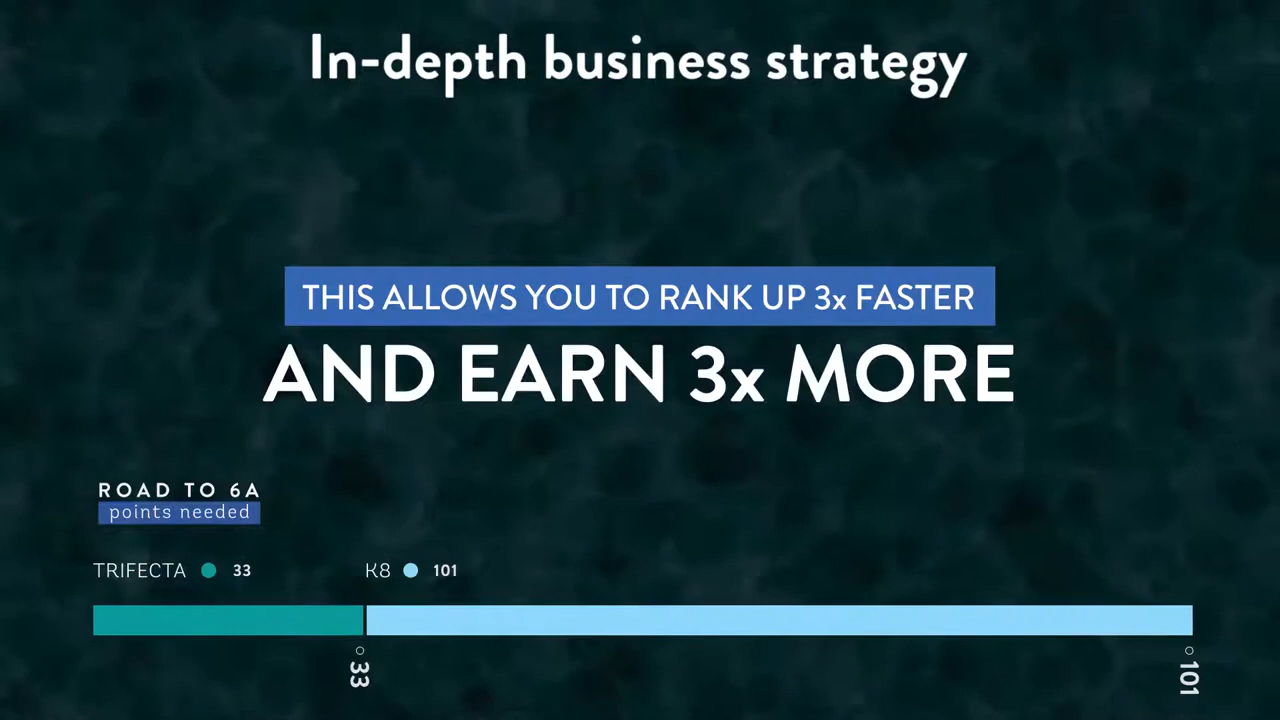 In-depth business strategy
THIS ALLOWS YOU TO RANK UP 3x FASTER
AND EARN 3x MORE
ROAD TO 6A
points needed
TRIFECTA 33 K8 101
33 101